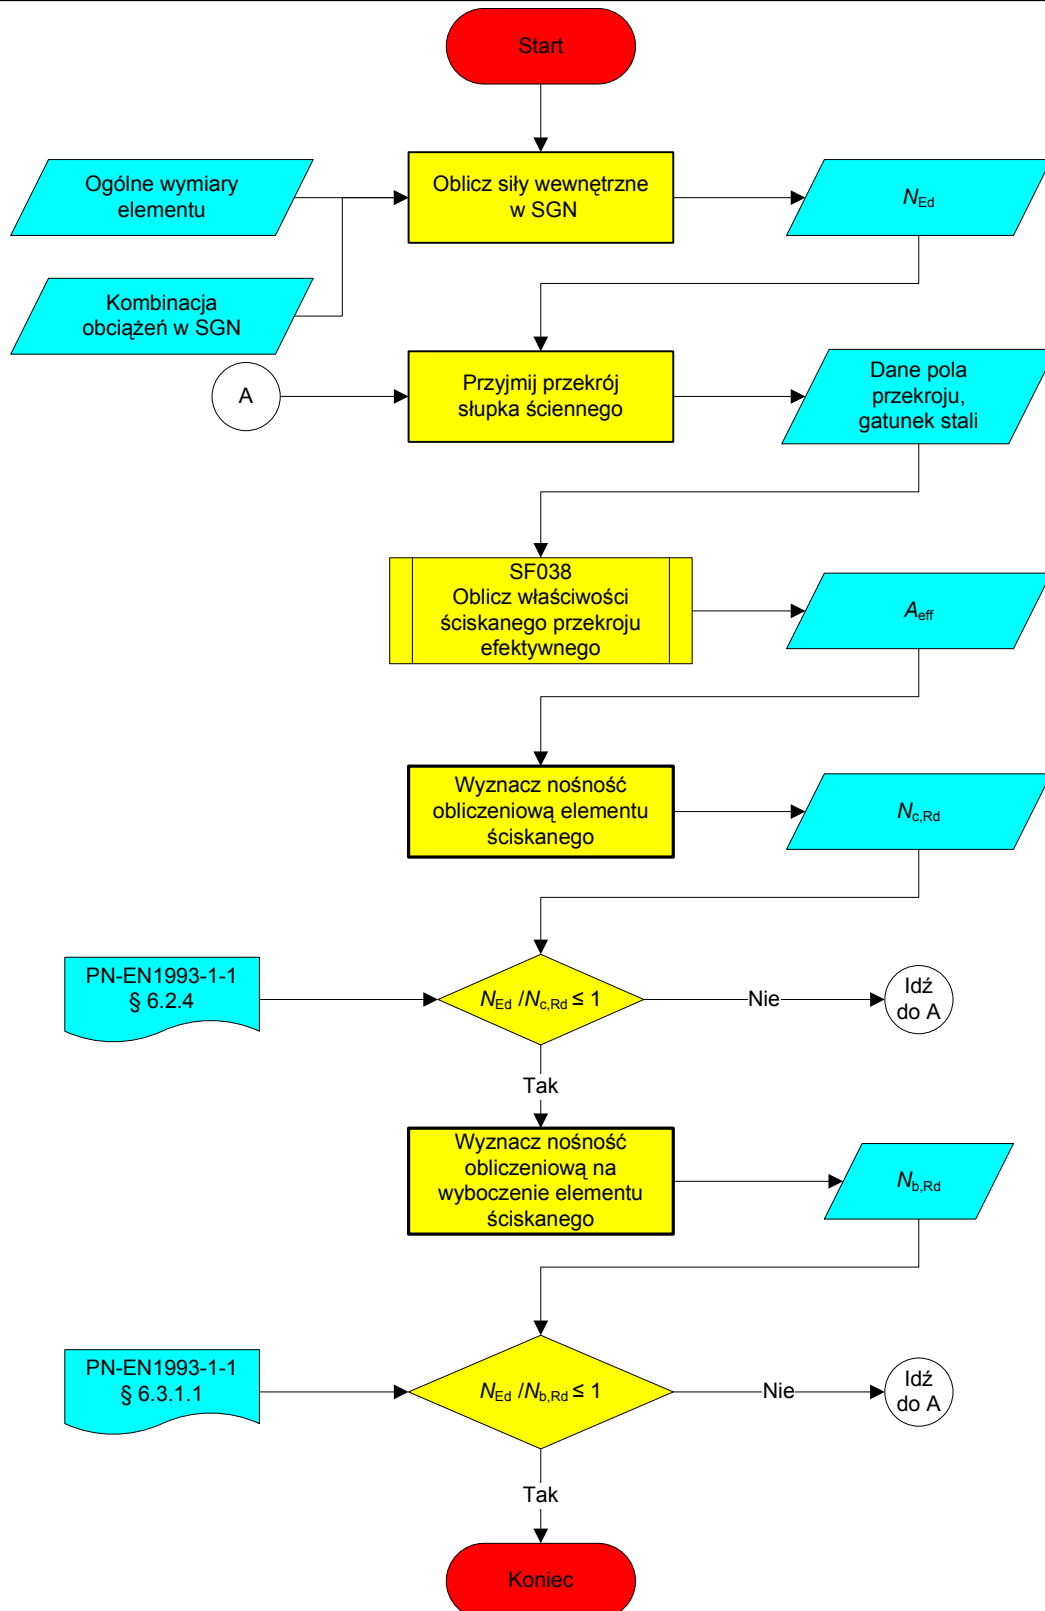 Start
Ogólne wymiary
elementu
Oblicz siły wewnętrzne
w SGN
NEd
Kombinacja
obciążeń w SGN
A
Przyjmij przekrój
słupka ściennego
Dane pola
przekroju,
gatunek stali
SF038
Oblicz właściwości
ściskanego przekroju
efektywnego
Aeff
Wyznacz nośność
obliczeniową elementu
ściskanego
Nc,Rd
PN-EN1993-1-1
§ 6.2.4
NEd /Nc,Rd ≤ 1
Nie
Idź
do A
Tak
Wyznacz nośność
obliczeniową na
wyboczenie elementu
ściskanego
Nb,Rd
PN-EN1993-1-1
§ 6.3.1.1
NEd /Nb,Rd ≤ 1
Nie
Idź
do A
Tak
Koniec